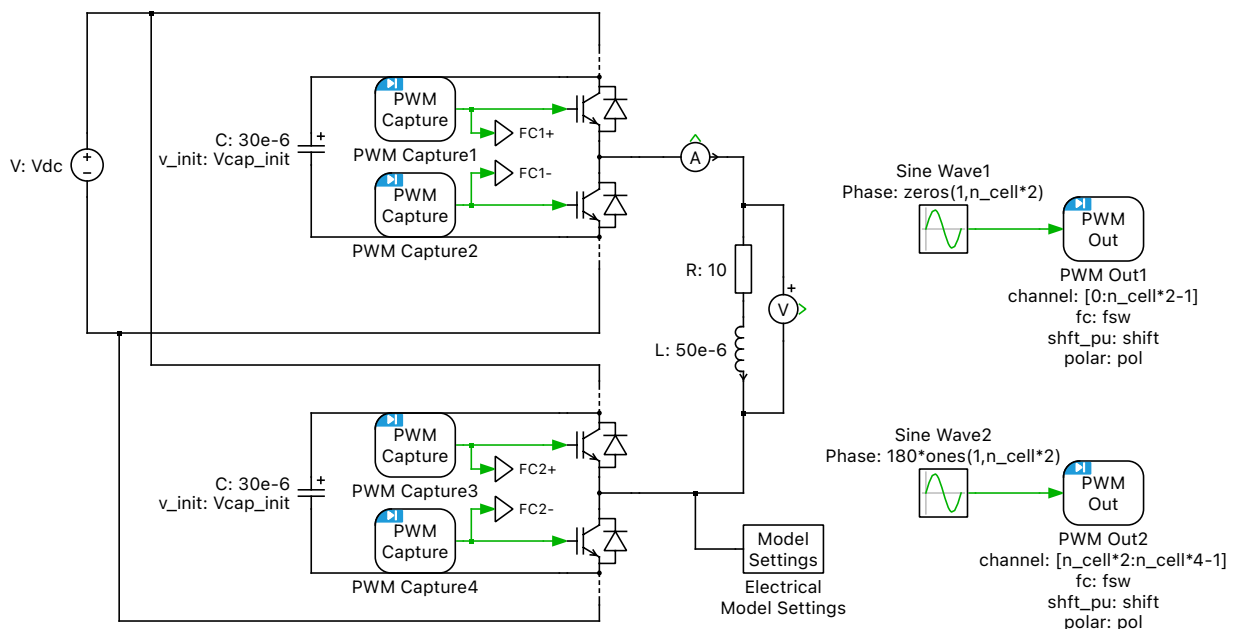 V: Vdc
+
−
C: 30e-6
v_init: Vcap_init
+
PWM
Capture
PWM Capture1
FC1+
FC1-
PWM
Capture
PWM Capture2
A
R: 10
L: 50e-6
+
V
Sine Wave1
Phase: zeros(1,n_cell*2)
PWM
Out
PWM Out1
channel: [0:n_cell*2-1]
fc: fsw
shft_pu: shift
polar: pol
C: 30e-6
v_init: Vcap_init
+
PWM
Capture
PWM Capture3
FC2+
FC2-
PWM
Capture
PWM Capture4
Model
Settings
Electrical
Model Settings
Sine Wave2
Phase: 180*ones(1,n_cell*2)
PWM
Out
PWM Out2
channel: [n_cell*2:n_cell*4-1]
fc: fsw
shft_pu: shift
polar: pol